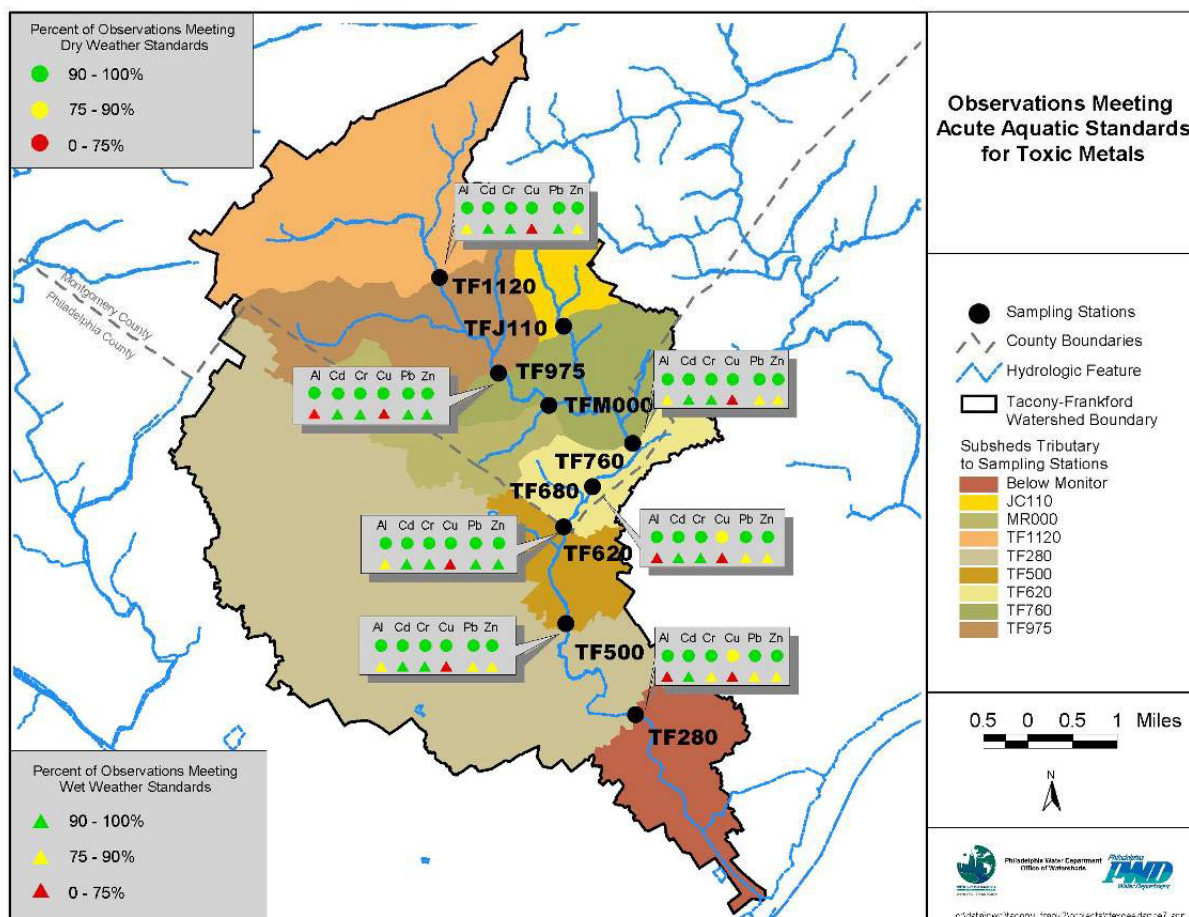 Percent of Observations Meeting
Dry Weather Standards
90 - 100%
75 - 90%
0 - 75%
Observations Meeting
Acute Aquatic Standards
for Toxic Metals
Al Cd Cr Cu Pb Zn
TF1120
Montgomery County
Philadelphia County
TFJ110
Al Cd Cr Cu Pb Zn
TF975
Al Cd Cr Cu Pb Zn
TFM000
TF760
TF680
Al Cd Cr Cu Pb Zn
TF620
Al Cd Cr Cu Pb Zn
Al Cd Cr Cu Pb Zn
TF500
Al Cd Cr Cu Pb Zn
TF280
Sampling Stations
County Boundaries
Hydrologic Feature
Tacony-Frankford
Watershed Boundary
Subsheds Tributary
to Sampling Stations
Below Monitor
JC110
MR000
TF1120
TF280
TF500
TF620
TF760
TF975
0.5 0 0.5 1 Miles
N
Percent of Observations Meeting
Wet Weather Standards
90 - 100%
75 - 90%
0 - 75%
Philadelphia Water Department
Office of Watersheds
Philadelphia
PWD
Water Department